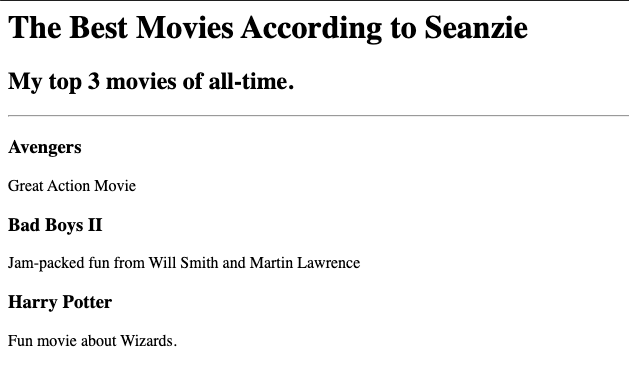 The Best Movies According to Seanzie
My top 3 movies of all-time.
Avengers
Great Action Movie
Bad Boys II
Jam-packed fun from Will Smith and Martin Lawrence
Harry Potter
Fun movie about Wizards.